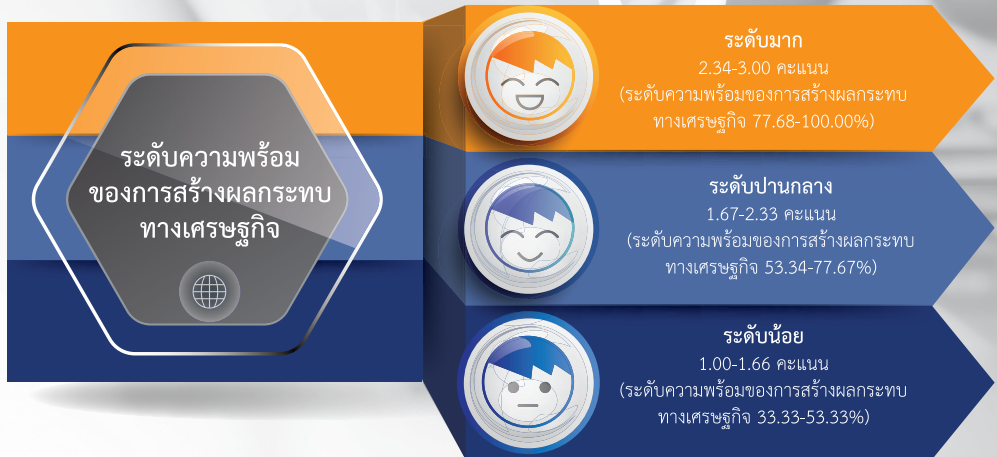 ระดับความพร้อม
ของการสร้างผลกระทบ
ทางเศรษฐกิจ
ระดับมาก
2.34-3.00 คะแนน
(ระดับความพร้อมของการสร้างผลกระทบ
ทางเศรษฐกิจ 77.68-100.00%)
ระดับปานกลาง
1.67-2.33 คะแนน
(ระดับความพร้อมของการสร้างผลกระทบ
ทางเศรษฐกิจ 53.34-77.67%)
ระดับน้อย
1.00-1.66 คะแนน
(ระดับความพร้อมของการสร้างผลกระทบ
ทางเศรษฐกิจ 33.33-53.33%)